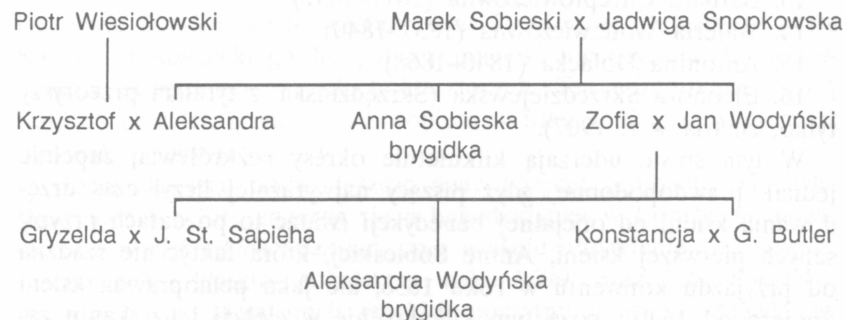 Piotr Wiesiołowski Marek Sobieski x Jadwiga Snopkowska
Krzysztof x Aleksandra Anna Sobieska Zofia x Jan Wodyński
brygidka
Gryzelda x J. St. Sapieha Konstancja x G. Butler
Aleksandra Wodyńska
brygidka